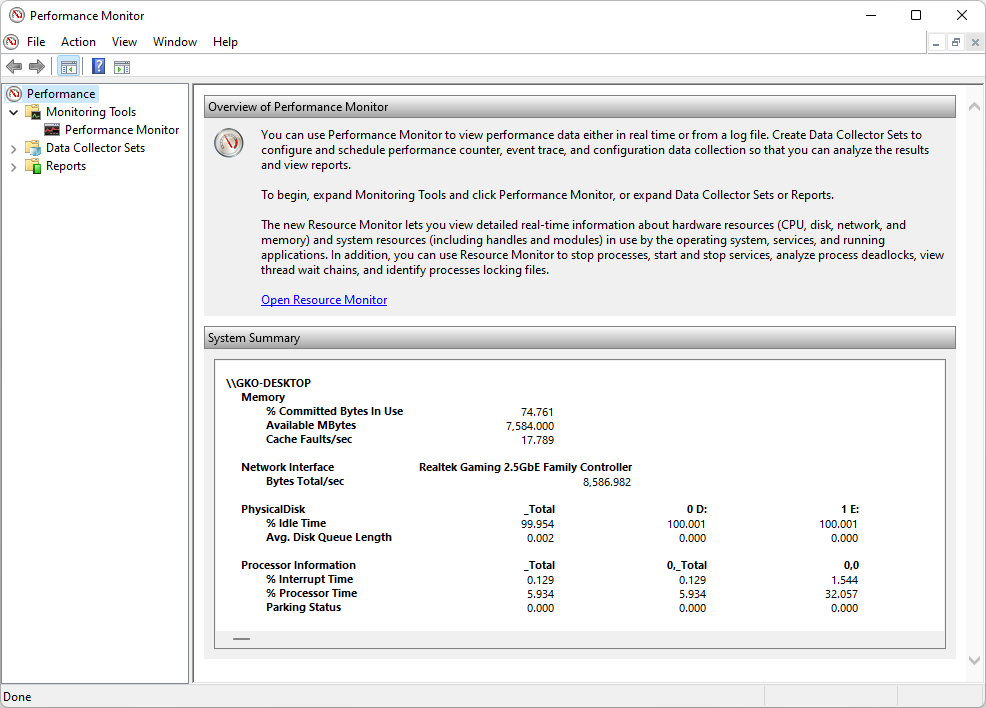 Performance Monitor
File Action View Window Help
Performance
Monitoring Tools
Performance Monitor
Data Collector Sets
Reports
Overview of Performance Monitor
You can use Performance Monitor to view performance data either in real time or from a log file. Create Data Collector Sets to
configure and schedule performance counter, event trace, and configuration data collection so that you can analyze the results
and view reports.
To begin, expand Monitoring Tools and click Performance Monitor, or expand Data Collector Sets or Reports.
The new Resource Monitor lets you view detailed real-time information about hardware resources (CPU, disk, network, and
memory) and system resources (including handles and modules) in use by the operating system, services, and running
applications. In addition, you can use Resource Monitor to stop processes, start and stop services, analyze process deadlocks, view
thread wait chains, and identify processes locking files.
Open Resource Monitor
System Summary
\\GKO-DESKTOP
Memory
% Committed Bytes In Use 74.761
Available MBytes 7,584.000
Cache Faults/sec 17.789
Network Interface Realtek Gaming 2.5GbE Family Controller
Bytes Total/sec 8,586.982
PhysicalDisk _Total 0 D: 1 E:
% Idle Time 99.954 100.001 100.001
Avg. Disk Queue Length 0.002 0.000 0.000
Processor Information _Total 0,_Total 0,0
% Interrupt Time 0.129 0.129 1.544
% Processor Time 5.934 5.934 32.057
Parking Status 0.000 0.000 0.000
Done